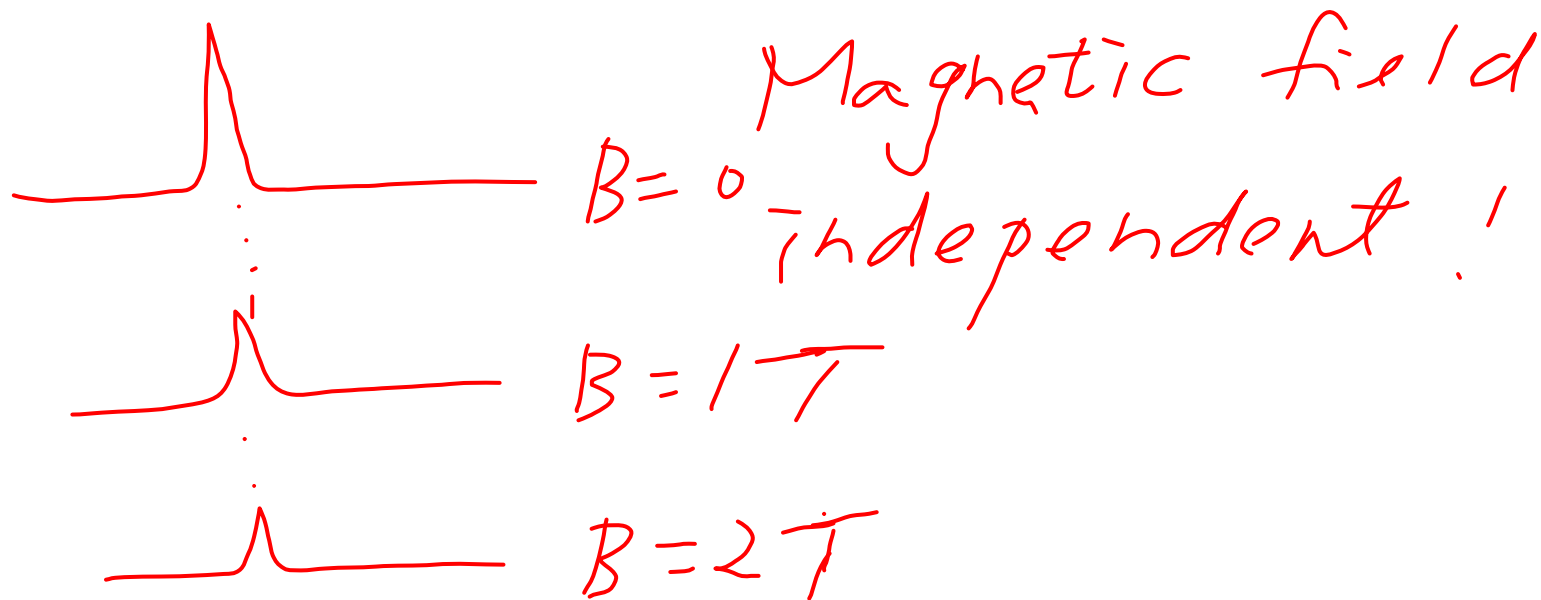 Magnetic field
independent!
B = 0
B = 1T
B = 2T